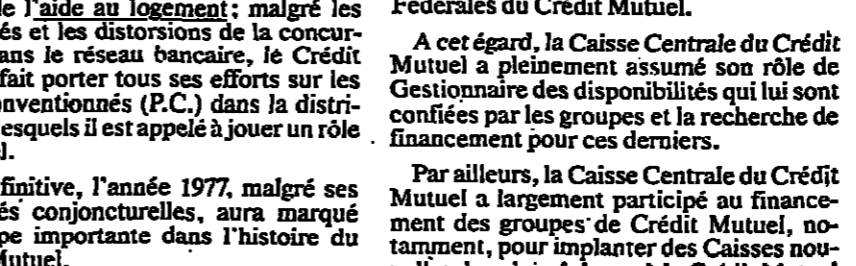 l'aide au logement; malgré les
és et les distorsions de la concur-
ans le réseau bancaire, le Crédit
fait porter tous ses efforts sur les
nventionnés (P.C.) dans la distri-
esquels il est appelé à jouer un rôle
l.
finitive, l'année 1977, malgré ses
és conjoncturelles, aura marqué
pe importante dans l'histoire du
Mutuel.
Fédérales du Crédit Mutuel.
A cet égard, la Caisse Centrale du Crédit
Mutuel a pleinement assumé son rôle de
Gestionnaire des disponibilités qui lui sont
confiées par les groupes et la recherche de
financement pour ces derniers.
Par ailleurs, la Caisse Centrale du Crédit
Mutuel a largement participé au finance-
ment des groupes de Crédit Mutuel, no-
tamment, pour implanter des Caisses nou-